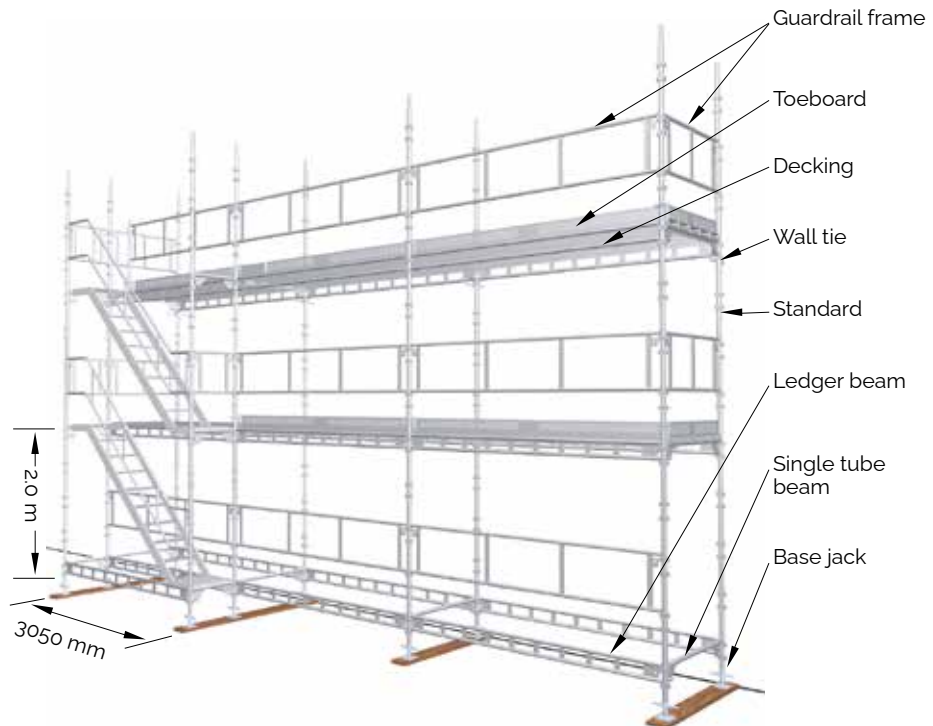 Guardrail frame
Toeboard
Decking
Wall tie
Standard
Ledger beam
Single tube
beam
Base jack
2.0 m
3050 mm